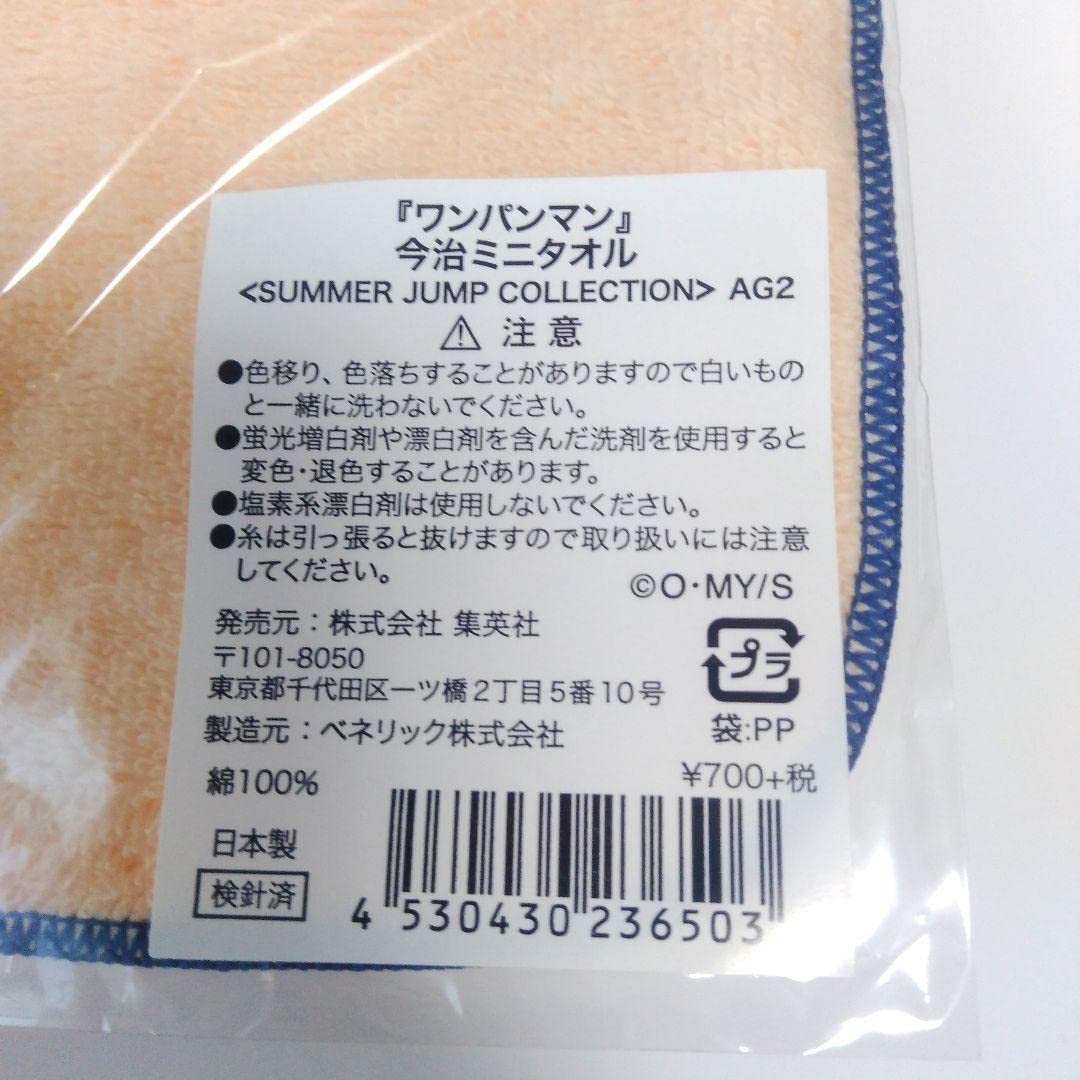 『ワンパンマン』
今治ミニタオル
<SUMMER JUMP COLLECTION> AG2
⚠ 注意
●色移り、色落ちすることがありますので白いもの
と一緒に洗わないでください。
●蛍光増白剤や漂白剤を含んだ洗剤を使用すると
変色・退色することがあります。
●塩素系漂白剤は使用しないでください。
●糸は引っ張ると抜けますので取り扱いには注意
してください。
©O・MY/S
発売元：株式会社 集英社
〒101-8050
東京都千代田区一ツ橋2丁目5番10号
製造元：ベネリック株式会社
プラ
袋:PP
¥700+税
綿100%
日本製
検針済
4 530430 236503